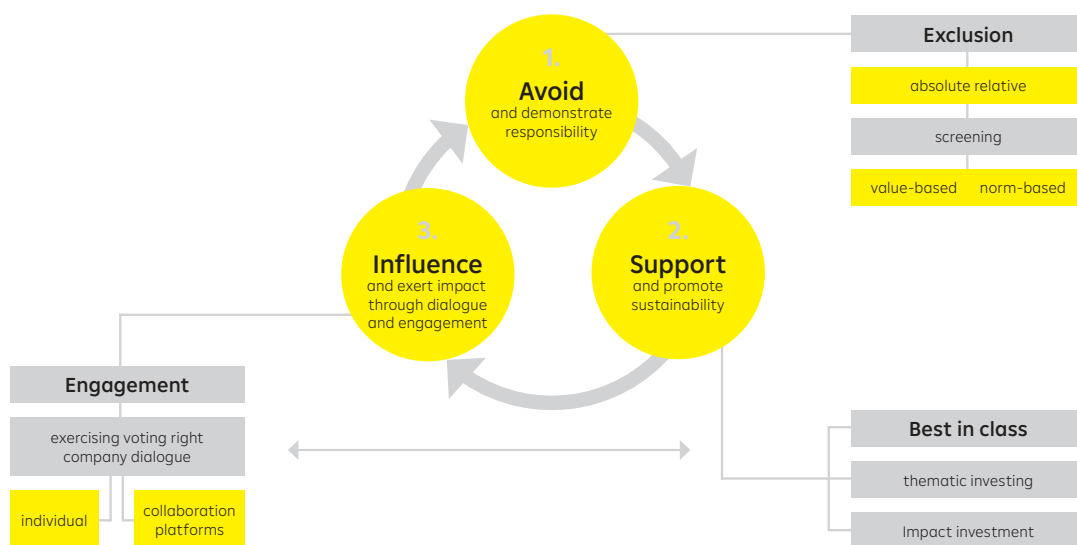 1.
Avoid
and demonstrate
responsibility
Exclusion
absolute relative
screening
value-based norm-based
2.
Support
and promote
sustainability
Best in class
thematic investing
Impact investment
3.
Influence
and exert impact
through dialogue
and engagement
Engagement
exercising voting right
company dialogue
individual
collaboration
platforms